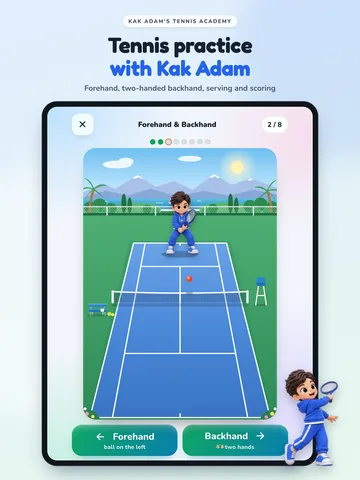 KAK ADAM'S TENNIS ACADEMY
Tennis practice
with Kak Adam
Forehand, two-handed backhand, serving and scoring
✕ Forehand & Backhand 2 / 8
← Forehand
ball on the left
Backhand →
two hands